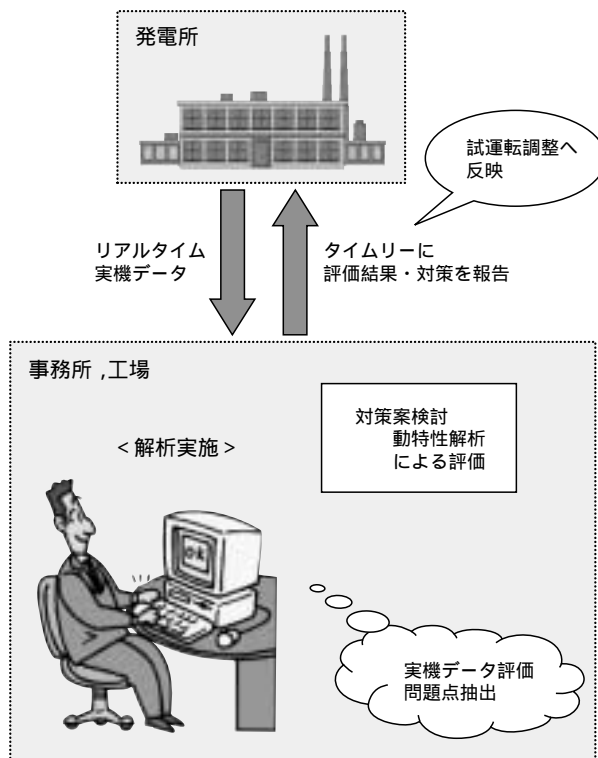 発電所
試運転調整へ
反映
リアルタイム
実機データ
タイムリーに
評価結果・対策を報告
事務所 ,工場
対策案検討
動特性解析
による評価
<解析実施>
ok
実機データ評価
問題点抽出